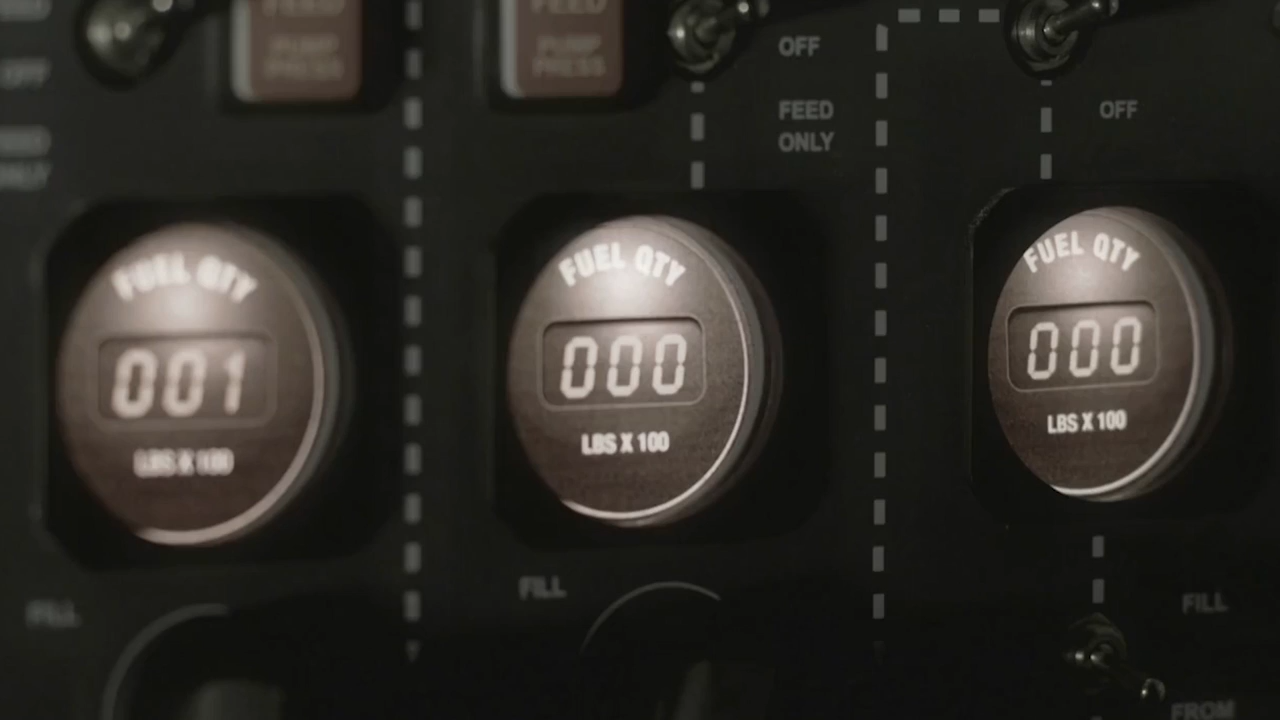 FEED
PUMP
PRESS
FEED
PUMP
PRESS
OFF
FEED
ONLY
OFF
OFF
ONLY
FUEL QTY
001
LBS X 100
FUEL QTY
000
LBS X 100
FUEL QTY
000
LBS X 100
FILL
FILL
FILL
FROM